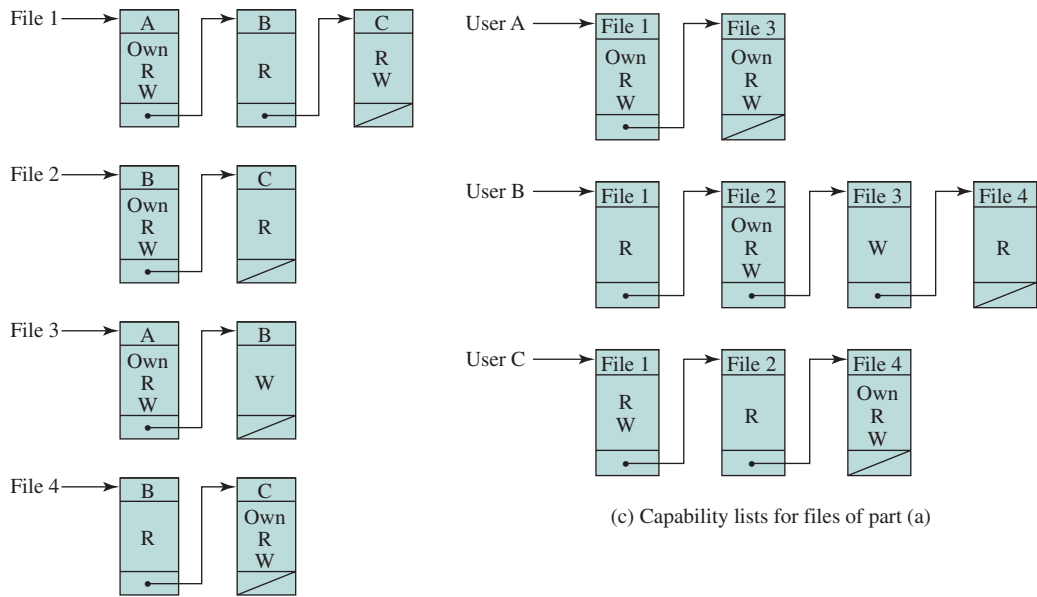 File 1
A
Own
R
W
B
R
C
R
W
File 2
B
Own
R
W
C
R
File 3
A
Own
R
W
B
W
File 4
B
R
C
Own
R
W
User A
File 1
Own
R
W
File 3
Own
R
W
User B
File 1
R
File 2
Own
R
W
File 3
W
File 4
R
User C
File 1
R
W
File 2
R
File 4
Own
R
W
(c) Capability lists for files of part (a)